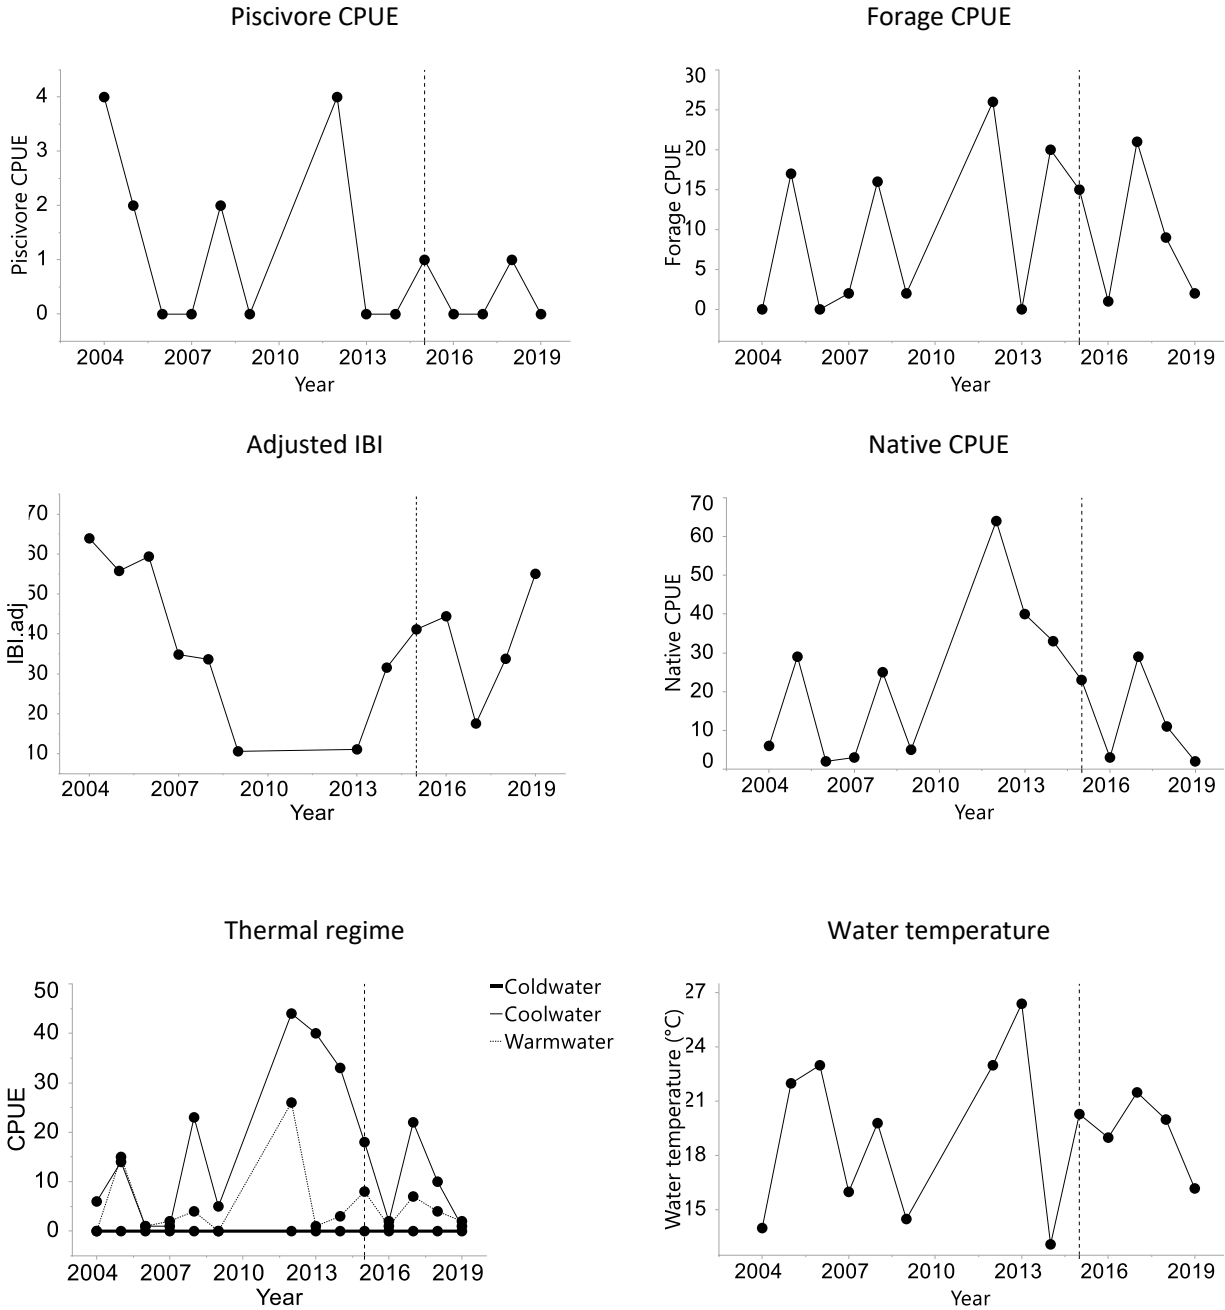 Piscivore CPUE
4
3
2
1
0
Piscivore CPUE
2004 2007 2010 2013 2016 2019
Year
Forage CPUE
30
25
20
15
10
5
0
Forage CPUE
2004 2007 2010 2013 2016 2019
Year
Adjusted IBI
70
60
50
40
30
20
10
IBI.adj
2004 2007 2010 2013 2016 2019
Year
Native CPUE
70
60
50
40
30
20
10
0
Native CPUE
2004 2007 2010 2013 2016 2019
Year
Thermal regime
50
40
30
20
10
0
CPUE
2004 2007 2010 2013 2016 2019
Year
Coldwater
Coolwater
Warmwater
Water temperature
27
24
21
18
15
Water temperature (°C)
2004 2007 2010 2013 2016 2019
Year